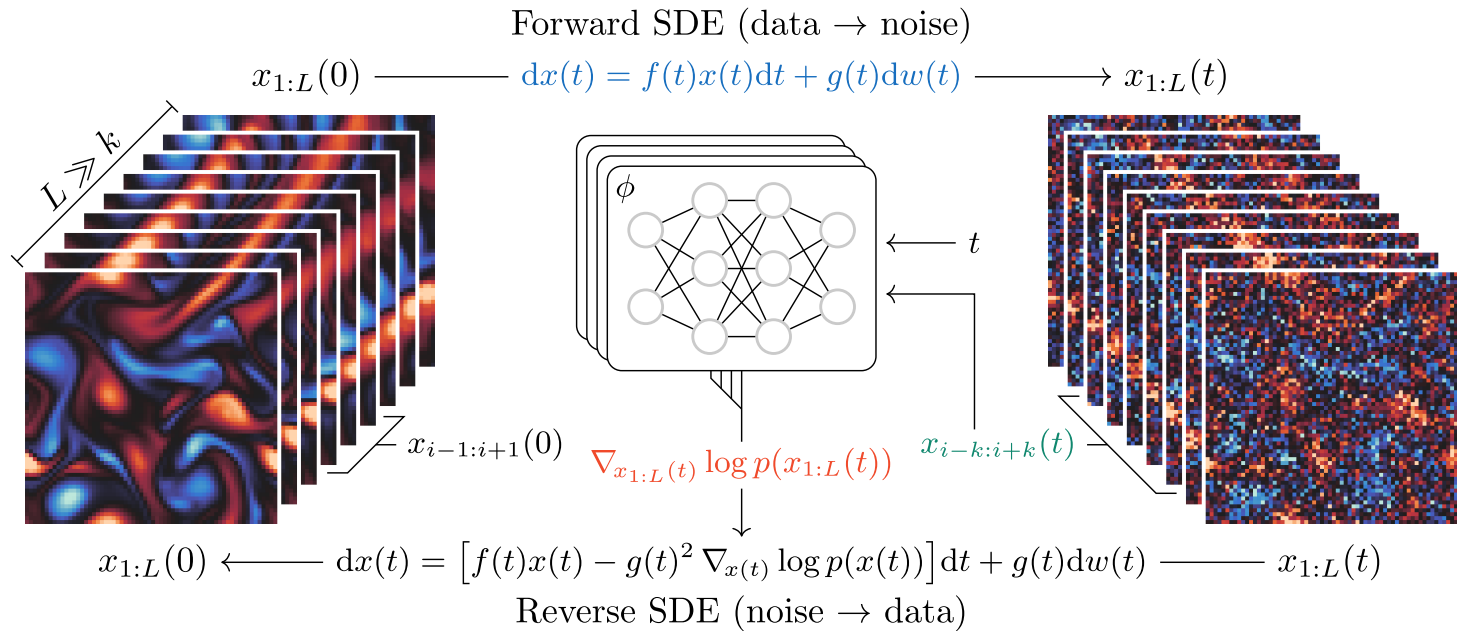 Forward SDE (data → noise)
x_{1:L}(0) dx(t) = f(t)x(t)dt + g(t)dw(t) x_{1:L}(t)
L ≫ k
ϕ
t
x_{i−1:i+1}(0)
∇_{x_{1:L}(t)} log p(x_{1:L}(t))
x_{i−k:i+k}(t)
x_{1:L}(0) dx(t) = [f(t)x(t) − g(t)² ∇_{x(t)} log p(x(t))]dt + g(t)dw(t) x_{1:L}(t)
Reverse SDE (noise → data)